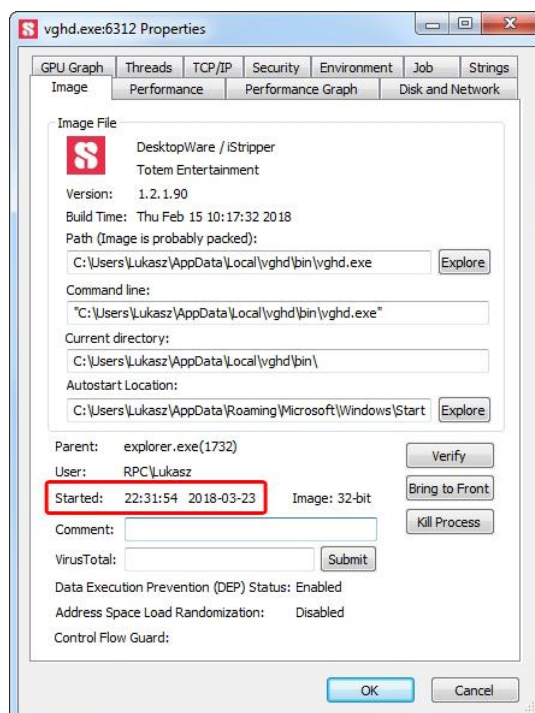 vghd.exe:6312 Properties
GPU Graph Threads TCP/IP Security Environment Job Strings
Image Performance Performance Graph Disk and Network
Image File
DesktopWare / iStripper
Totem Entertainment
Version: 1.2.1.90
Build Time: Thu Feb 15 10:17:32 2018
Path (Image is probably packed):
C:\Users\Lukasz\AppData\Local\vghd\bin\vghd.exe Explore
Command line:
"C:\Users\Lukasz\AppData\Local\vghd\bin\vghd.exe"
Current directory:
C:\Users\Lukasz\AppData\Local\vghd\bin\
Autostart Location:
C:\Users\Lukasz\AppData\Roaming\Microsoft\Windows\Start Explore
Parent: explorer.exe(1732)
Verify
User: RPC\Lukasz
Started: 22:31:54 2018-03-23 Image: 32-bit Bring to Front
Comment: Kill Process
VirusTotal: Submit
Data Execution Prevention (DEP) Status: Enabled
Address Space Load Randomization: Disabled
Control Flow Guard:
OK Cancel